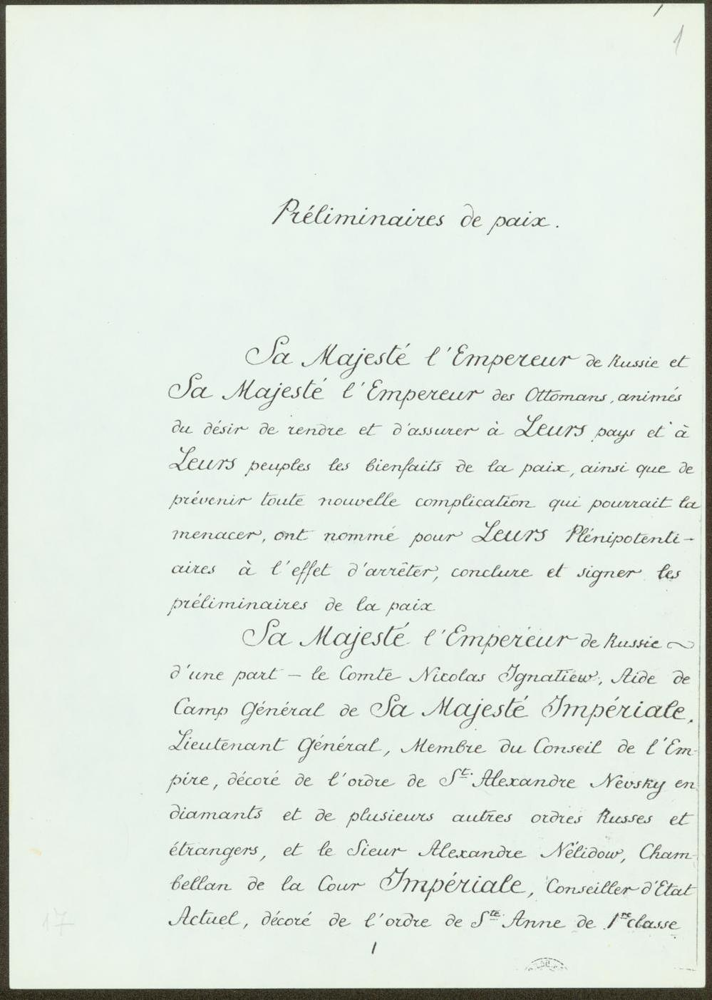 1
Préliminaires de paix.
Sa Majesté l'Empereur de Russie et
Sa Majesté l'Empereur des Ottomans, animés
du désir de rendre et d'assurer à Leurs pays et à
Leurs peuples les bienfaits de la paix, ainsi que de
prévenir toute nouvelle complication qui pourrait la
menacer, ont nommé pour Leurs Plénipotenti-
aires à l'effet d'arrêter, conclure et signer les
préliminaires de la paix
Sa Majesté l'Empereur de Russie
d'une part – le Comte Nicolas Ignatiew, Aide de
Camp Général de Sa Majesté Impériale,
Lieutenant Général, Membre du Conseil de l'Em-
pire, décoré de l'ordre de St. Alexandre Nevsky en
diamants et de plusieurs autres ordres Russes et
étrangers, et le Sieur Alexandre Nélidow, Cham-
bellan de la Cour Impériale, Conseiller d'Etat
Actuel, décoré de l'ordre de Ste. Anne de 1re classe
17
1